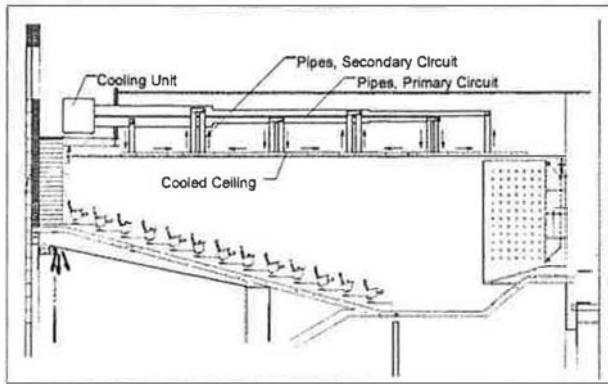 Pipes, Secondary Circuit
Cooling Unit
Pipes, Primary Circuit
Cooled Ceiling